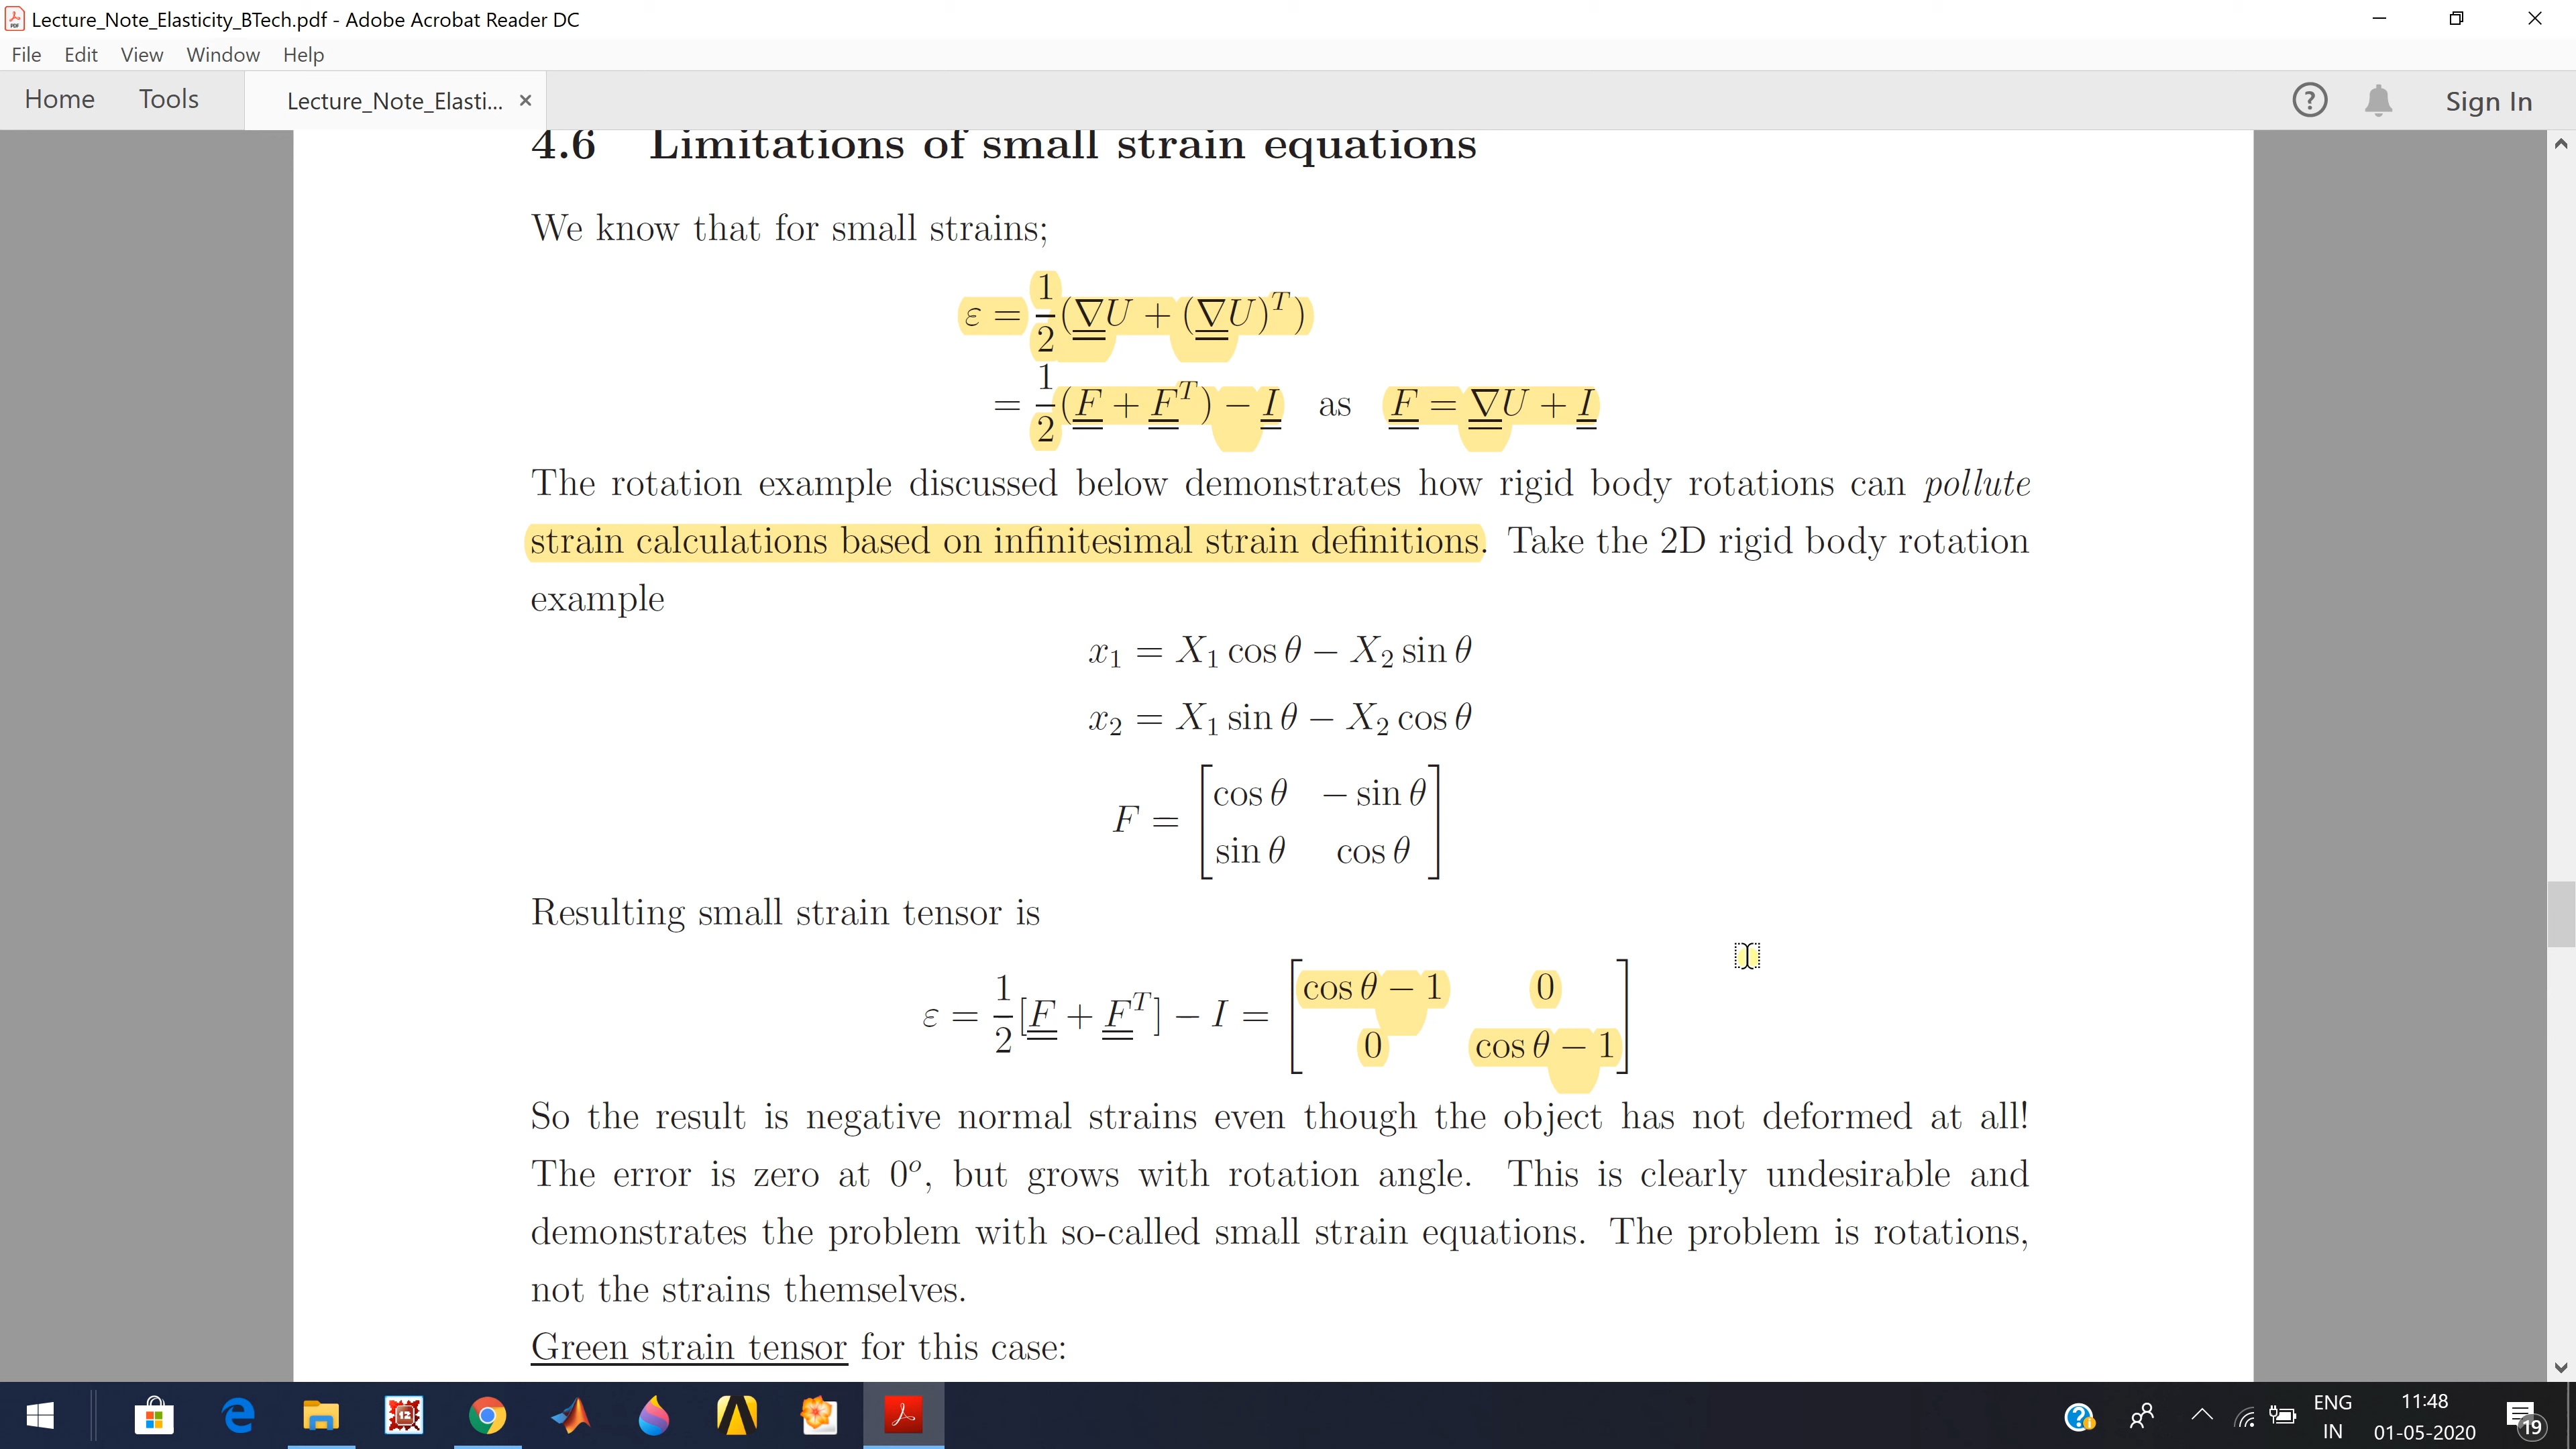 Lecture_Note_Elasticity_BTech.pdf - Adobe Acrobat Reader DC
File Edit View Window Help
Home Tools Lecture_Note_Elasti... × Sign In
4.6 Limitations of small strain equations
We know that for small strains;
ε = 1/2 (∇U + (∇U)^T)
= 1/2 (F + F^T) − I as F = ∇U + I
The rotation example discussed below demonstrates how rigid body rotations can pollute
strain calculations based on infinitesimal strain definitions. Take the 2D rigid body rotation
example
x₁ = X₁ cos θ − X₂ sin θ
x₂ = X₁ sin θ − X₂ cos θ
F = [cos θ − sin θ
sin θ cos θ]
Resulting small strain tensor is
ε = 1/2 [F + F^T] − I = [cos θ − 1 0
0 cos θ − 1]
So the result is negative normal strains even though the object has not deformed at all!
The error is zero at 0°, but grows with rotation angle. This is clearly undesirable and
demonstrates the problem with so-called small strain equations. The problem is rotations,
not the strains themselves.
Green strain tensor for this case:
ENG 11:48
IN 01-05-2020 19